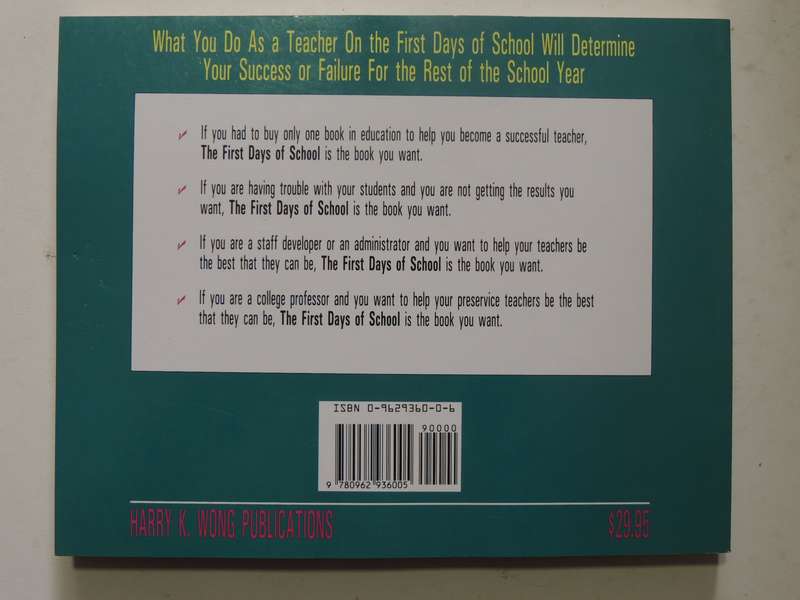 What You Do As a Teacher On the First Days of School Will Determine
Your Success or Failure For the Rest of the School Year
If you had to buy only one book in education to help you become a successful teacher,
The First Days of School is the book you want.
If you are having trouble with your students and you are not getting the results you
want, The First Days of School is the book you want.
If you are a staff developer or an administrator and you want to help your teachers be
the best that they can be, The First Days of School is the book you want.
If you are a college professor and you want to help your preservice teachers be the best
that they can be, The First Days of School is the book you want.
ISBN 0-9629360-0-6
90000
9 780962 936005
HARRY K. WONG PUBLICATIONS
$29.95